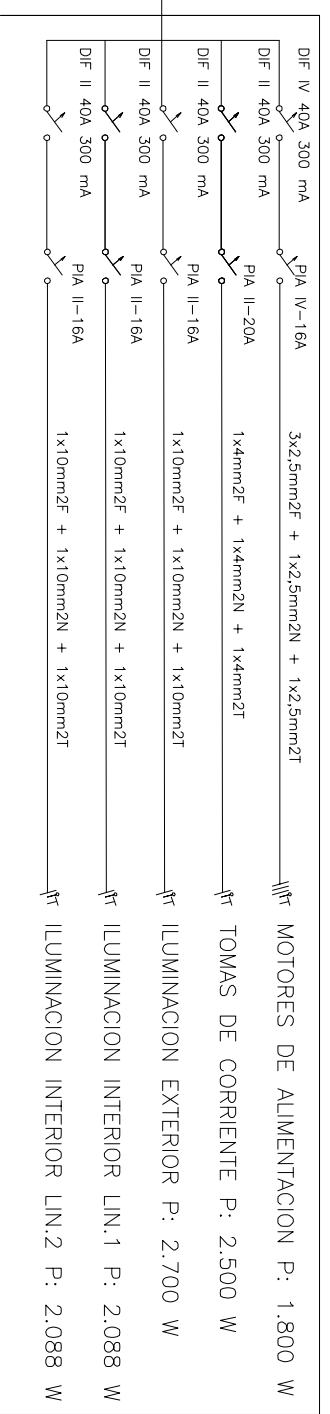 DIF IV 40A 300 mA
PIA IV-16A
3x2,5mm2F + 1x2,5mm2N + 1x2,5mm2T
MOTORES DE ALIMENTACION P: 1.800 W
DIF II 40A 300 mA
PIA II-20A
1x4mm2F + 1x4mm2N + 1x4mm2T
TOMAS DE CORRIENTE P: 2.500 W
DIF II 40A 300 mA
PIA II-16A
1x10mm2F + 1x10mm2N + 1x10mm2T
ILUMINACION EXTERIOR P: 2.700 W
DIF II 40A 300 mA
PIA II-16A
1x10mm2F + 1x10mm2N + 1x10mm2T
ILUMINACION INTERIOR LIN.1 P: 2.088 W
DIF II 40A 300 mA
PIA II-16A
1x10mm2F + 1x10mm2N + 1x10mm2T
ILUMINACION INTERIOR LIN.2 P: 2.088 W